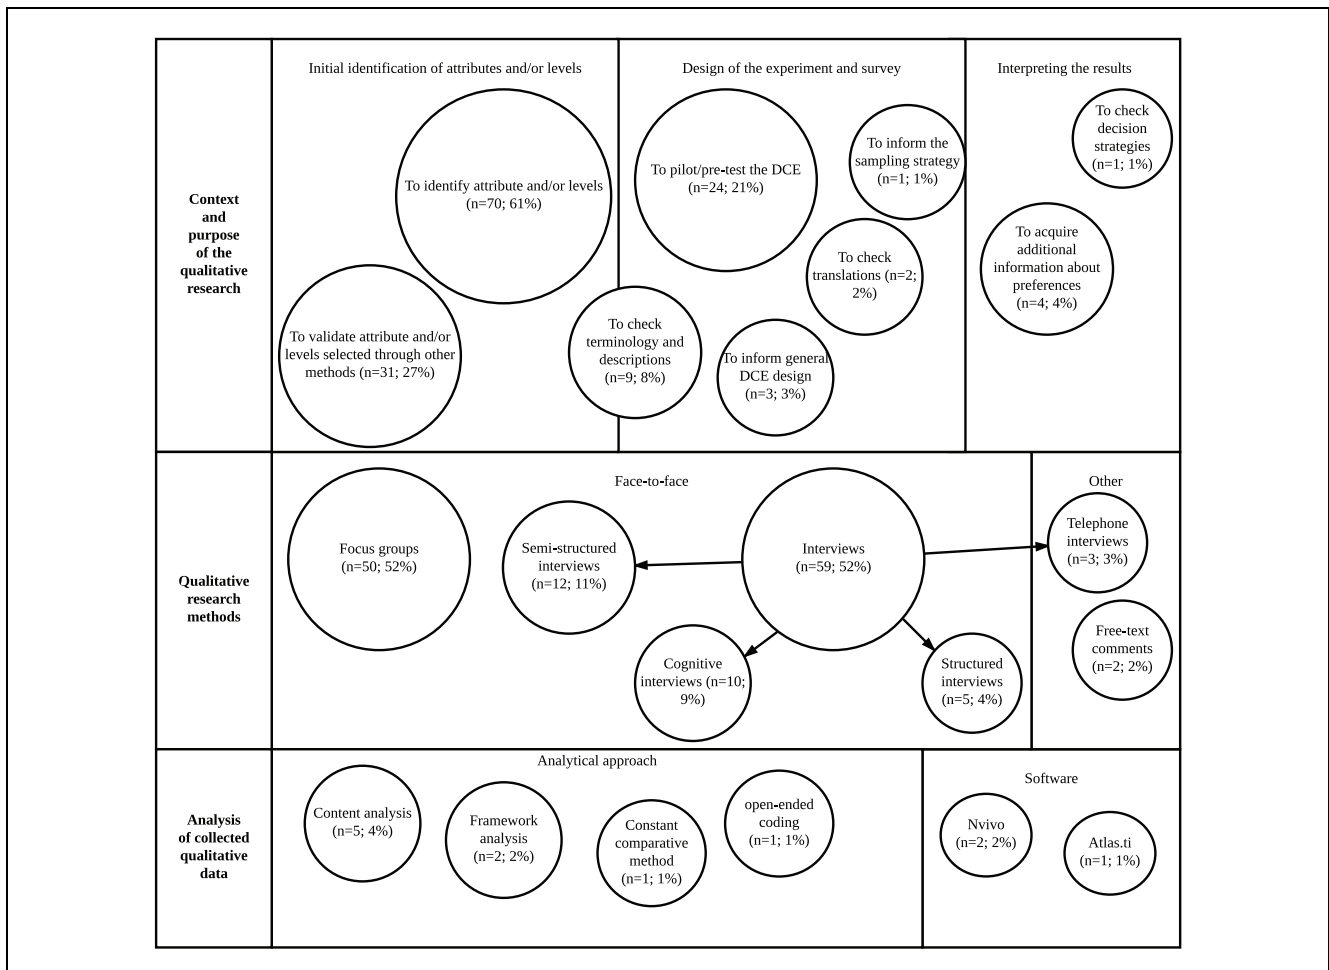 Initial identification of attributes and/or levels
Design of the experiment and survey
Interpreting the results
Context
and
purpose
of the
qualitative
research
To identify attribute and/or levels
(n=70; 61%)
To validate attribute and/or
levels selected through other
methods (n=31; 27%)
To pilot/pre-test the DCE
(n=24; 21%)
To inform the
sampling strategy
(n=1; 1%)
To check
translations (n=2;
2%)
To check
terminology and
descriptions
(n=9; 8%)
To inform general
DCE design
(n=3; 3%)
To check
decision
strategies
(n=1; 1%)
To acquire
additional
information about
preferences
(n=4; 4%)
Qualitative
research
methods
Face-to-face
Other
Focus groups
(n=50; 52%)
Semi-structured
interviews
(n=12; 11%)
Interviews
(n=59; 52%)
Cognitive
interviews (n=10;
9%)
Structured
interviews
(n=5; 4%)
Telephone
interviews
(n=3; 3%)
Free-text
comments
(n=2; 2%)
Analysis
of collected
qualitative
data
Analytical approach
Software
Content analysis
(n=5; 4%)
Framework
analysis
(n=2; 2%)
Constant
comparative
method
(n=1; 1%)
open-ended
coding
(n=1; 1%)
Nvivo
(n=2; 2%)
Atlas.ti
(n=1; 1%)